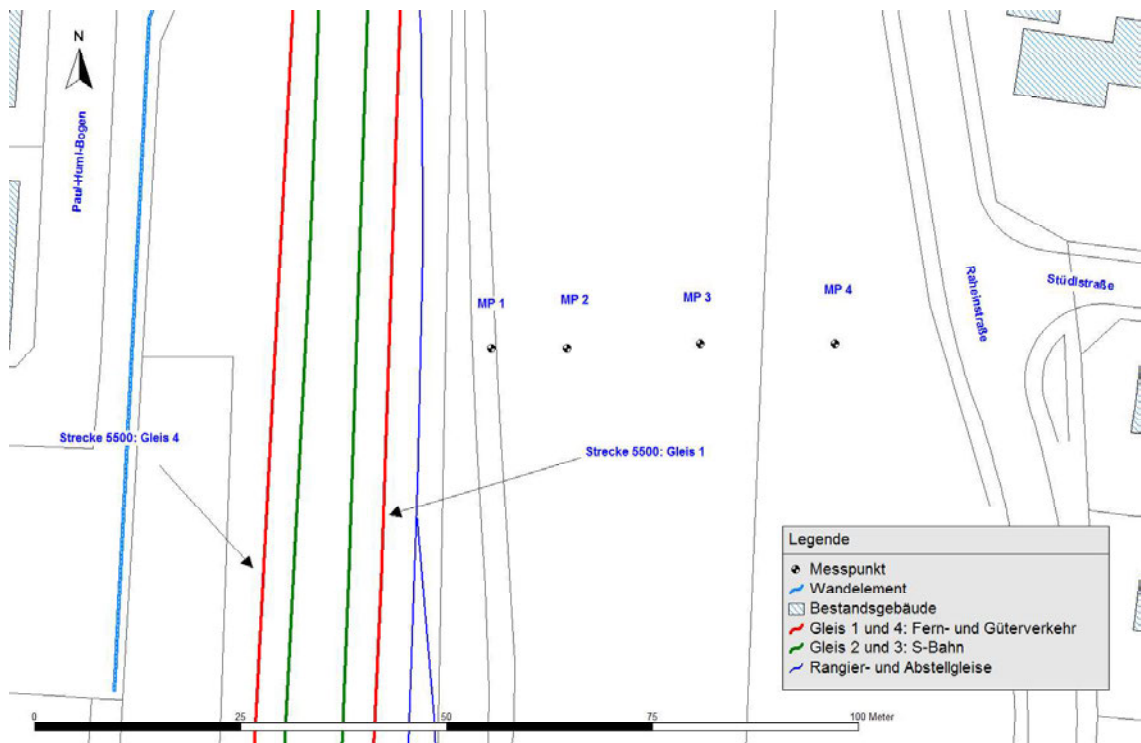 N
Paul-Huml-Bogen
MP 1
MP 2
MP 3
MP 4
Raheinstraße
Stüdlstraße
Strecke 5500: Gleis 4
Strecke 5500: Gleis 1
Legende
Messpunkt
Wandelement
Bestandsgebäude
Gleis 1 und 4: Fern- und Güterverkehr
Gleis 2 und 3: S-Bahn
Rangier- und Abstellgleise
0 25 50 75 100 Meter